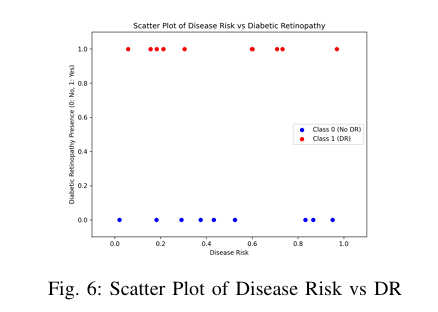 Scatter Plot of Disease Risk vs Diabetic Retinopathy
Diabetic Retinopathy Presence (0: No, 1: Yes)
1.0
0.8
0.6
0.4
0.2
0.0
Class 0 (No DR)
Class 1 (DR)
0.0 0.2 0.4 0.6 0.8 1.0
Disease Risk
Fig. 6: Scatter Plot of Disease Risk vs DR